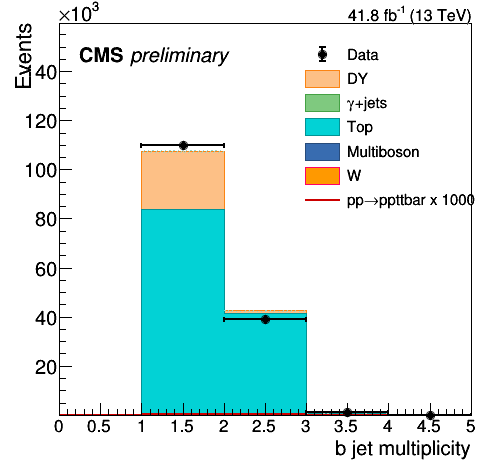 ×10³
41.8 fb⁻¹ (13 TeV)
Events
CMS preliminary
Data
DY
γ+jets
Top
Multiboson
W
pp→ppttbar x 1000
140
120
100
80
60
40
20
0 0.5 1 1.5 2 2.5 3 3.5 4 4.5 5
b jet multiplicity